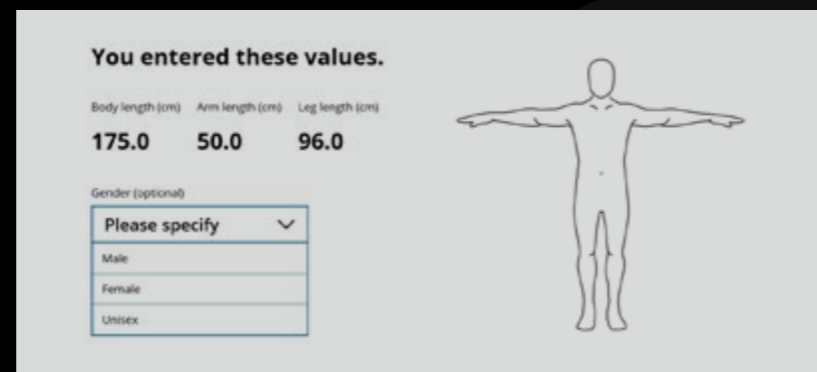 You entered these values.
Body length (cm) Arm length (cm) Leg length (cm)
175.0 50.0 96.0
Gender (optional)
Please specify
Male
Female
Unisex